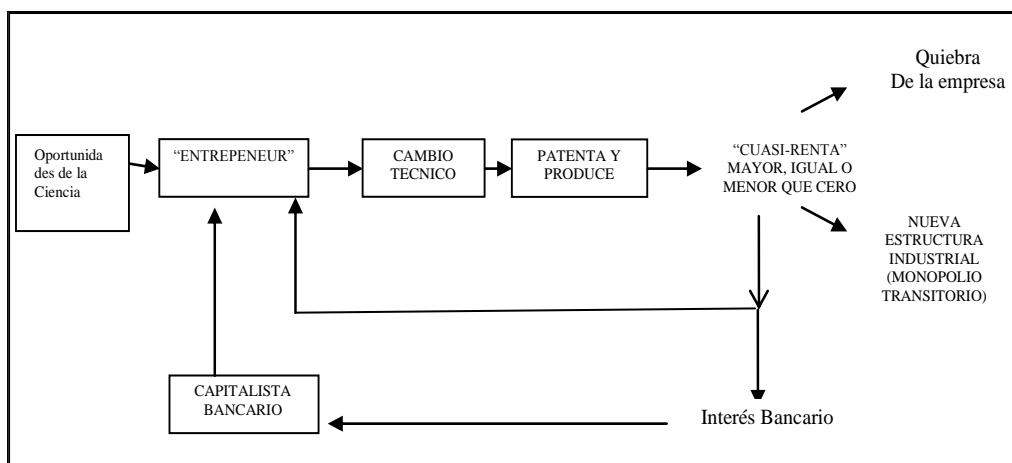 Quiebra
De la empresa
Oportunida
des de la
Ciencia
“ENTREPENEUR”
CAMBIO
TECNICO
PATENTA Y
PRODUCE
“CUASI-RENTA”
MAYOR, IGUAL O
MENOR QUE CERO
NUEVA
ESTRUCTURA
INDUSTRIAL
(MONOPOLIO
TRANSITORIO)
CAPITALISTA
BANCARIO
Interés Bancario